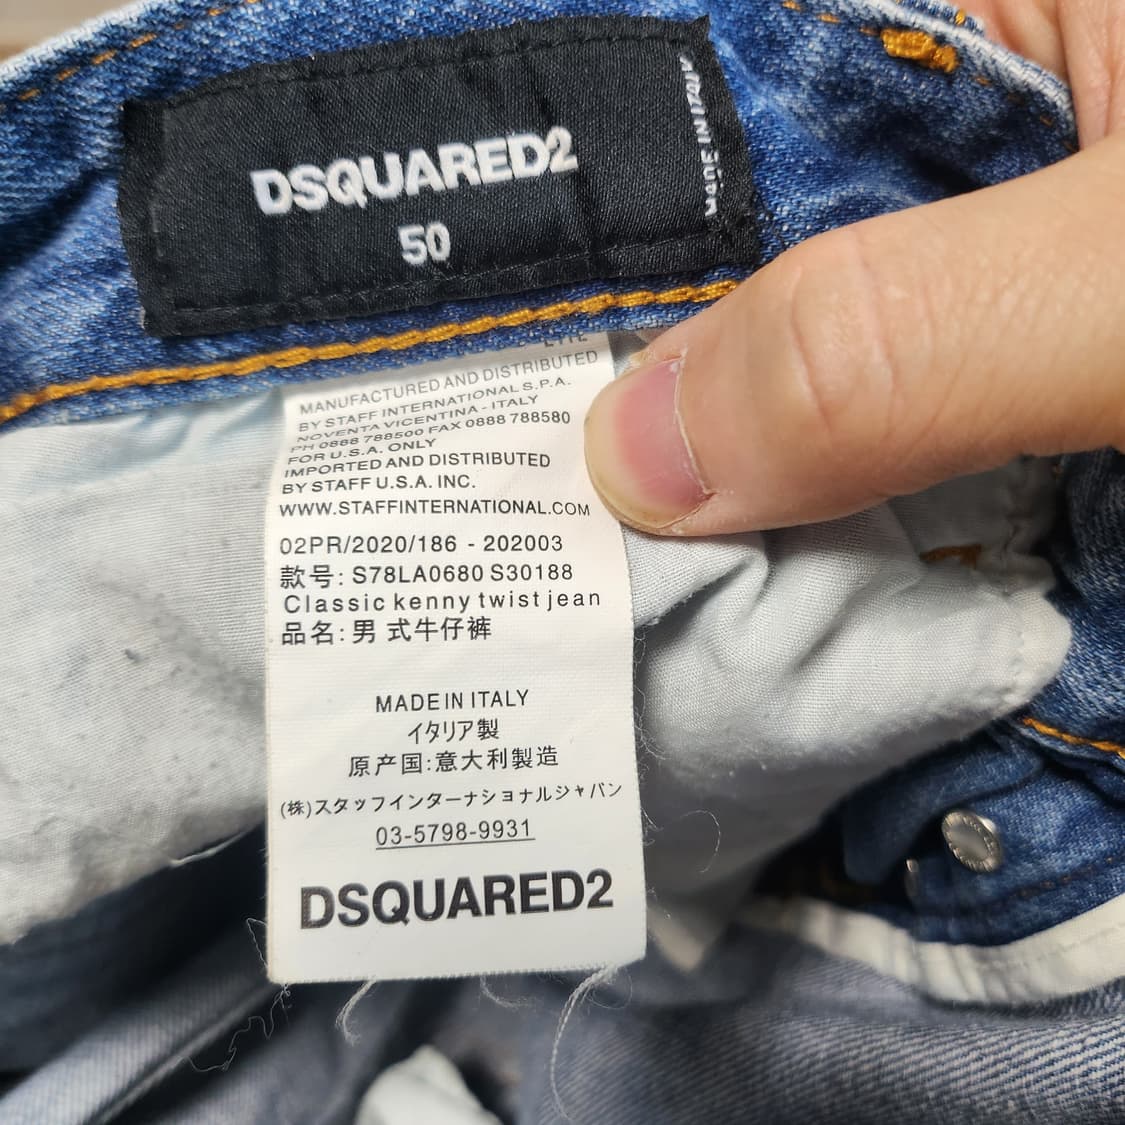 DSQUARED2
50
MADE IN ITALY
MANUFACTURED AND DISTRIBUTED
BY STAFF INTERNATIONAL S.P.A.
NOVENTA VICENTINA - ITALY
PH 0888 788500 FAX 0888 788580
FOR U.S.A. ONLY
IMPORTED AND DISTRIBUTED
BY STAFF U.S.A. INC.
WWW.STAFFINTERNATIONAL.COM
02PR/2020/186 - 202003
款号: S78LA0680 S30188
Classic kenny twist jean
品名: 男 式牛仔裤
MADE IN ITALY
イタリア製
原产国:意大利製造
(株)スタッフインターナショナルジャパン
03-5798-9931
DSQUARED2